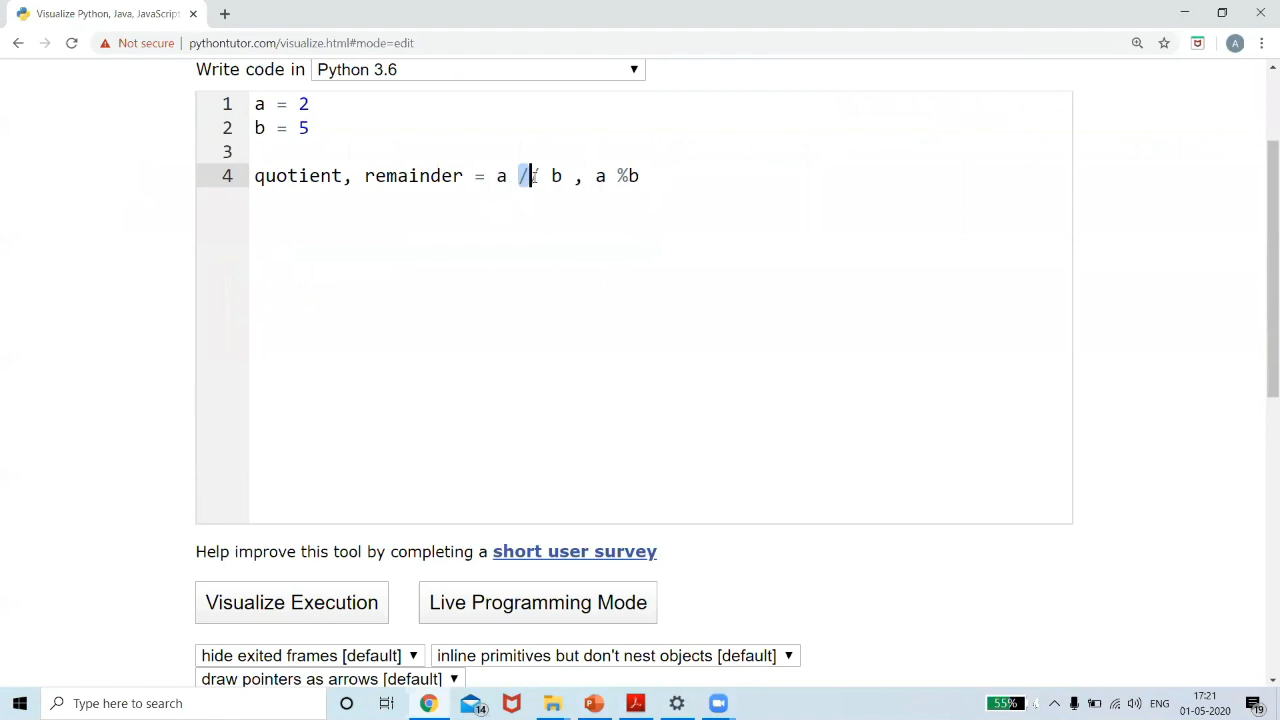 Visualize Python, Java, JavaScript
Not secure pythontutor.com/visualize.html#mode=edit
A
Write code in Python 3.6
1 a = 2
2 b = 5
3
4 quotient, remainder = a // b , a %b
Help improve this tool by completing a short user survey
Visualize Execution Live Programming Mode
hide exited frames [default] inline primitives but don't nest objects [default]
draw pointers as arrows [default]
Type here to search
14
55%
ENG
17:21
01-05-2020
19